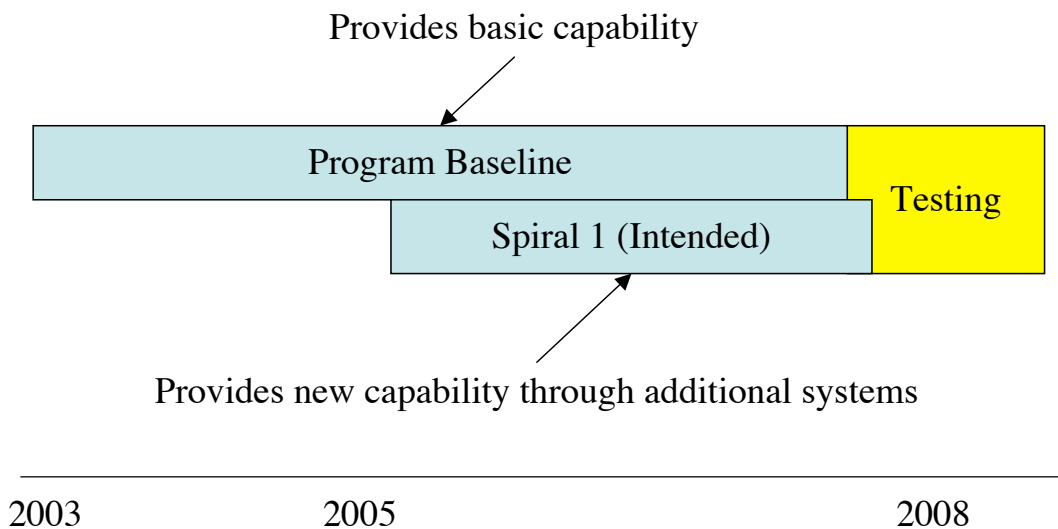 Provides basic capability
Program Baseline
Testing
Spiral 1 (Intended)
Provides new capability through additional systems
2003
2005
2008